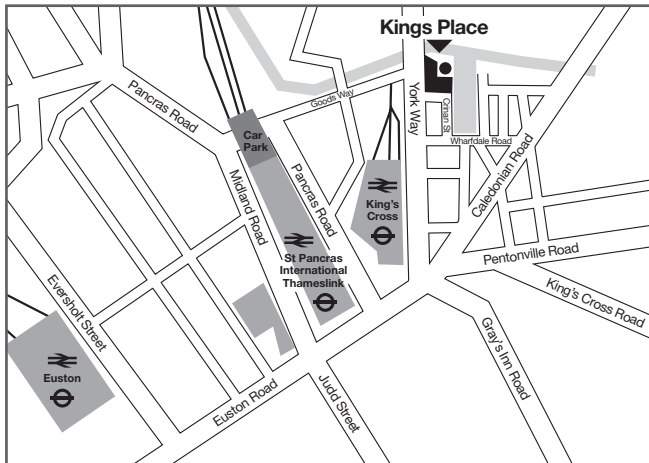 Kings Place
Pancras Road
Goods Way
York Way
Crinan St
Car
Park
Wharfdale Road
Caledonian Road
Midland Road
Pancras Road
King's
Cross
St Pancras
International
Thameslink
Pentonville Road
King's Cross Road
Eversholt Street
Gray's Inn Road
Euston
Euston Road
Judd Street